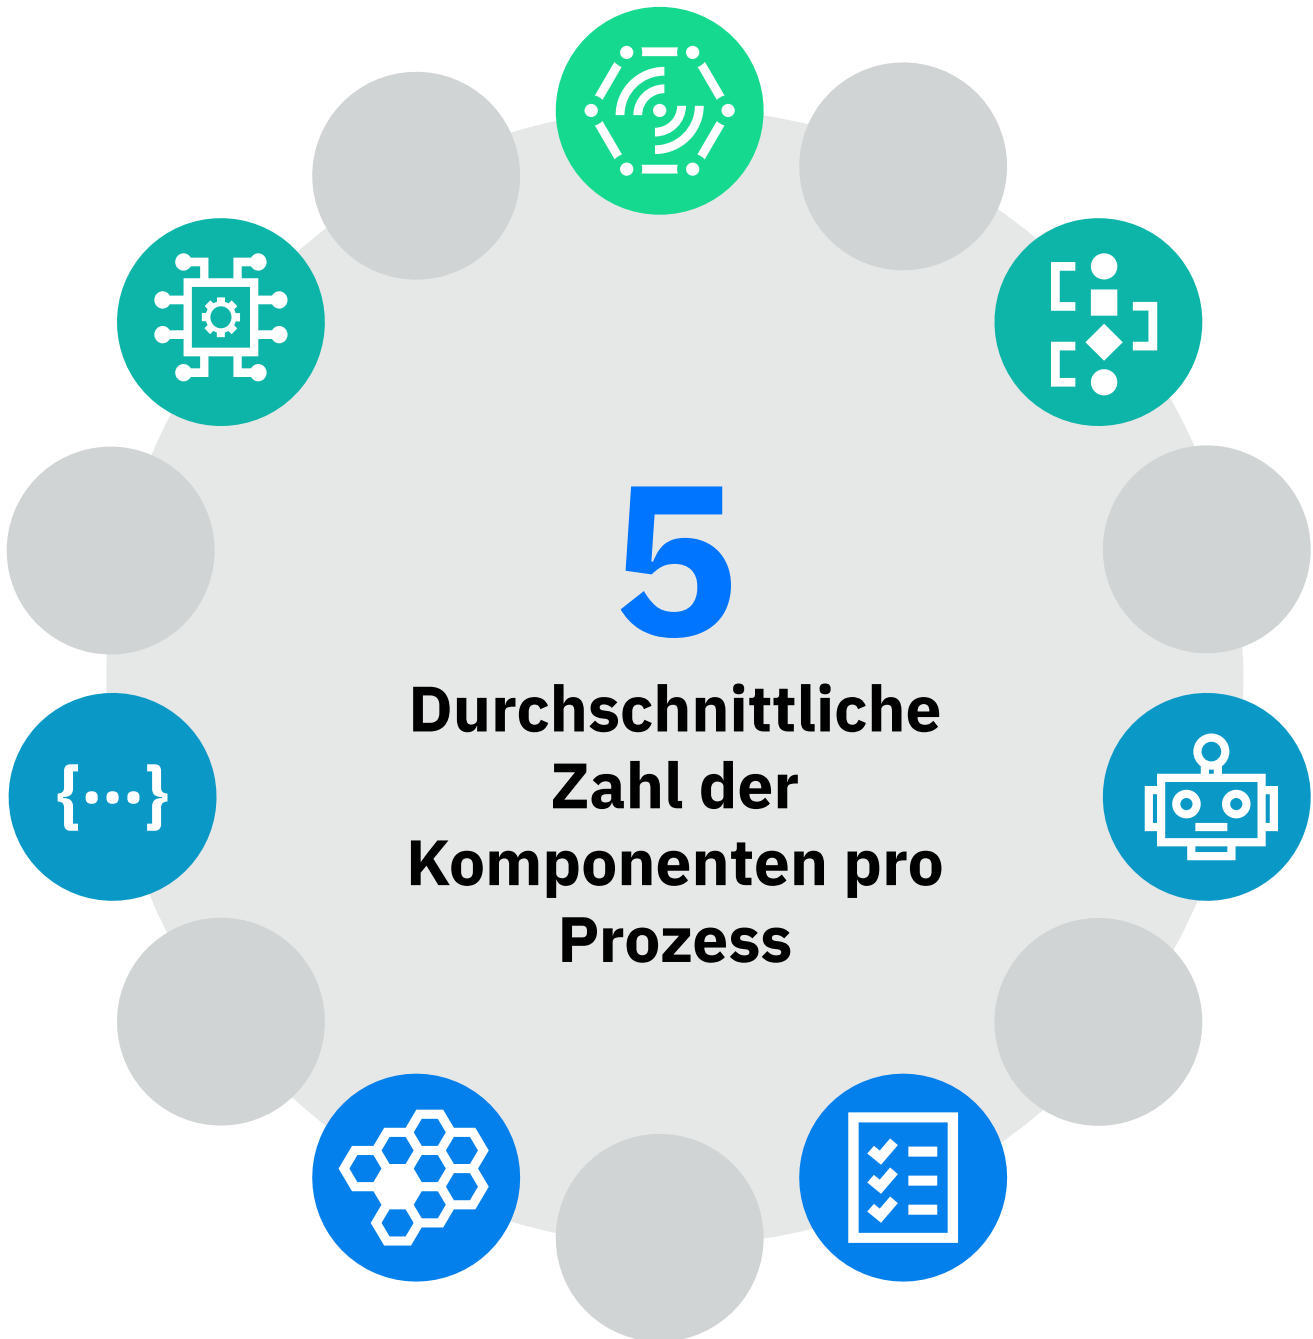 5
Durchschnittliche
Zahl der
Komponenten pro
Prozess
{...}